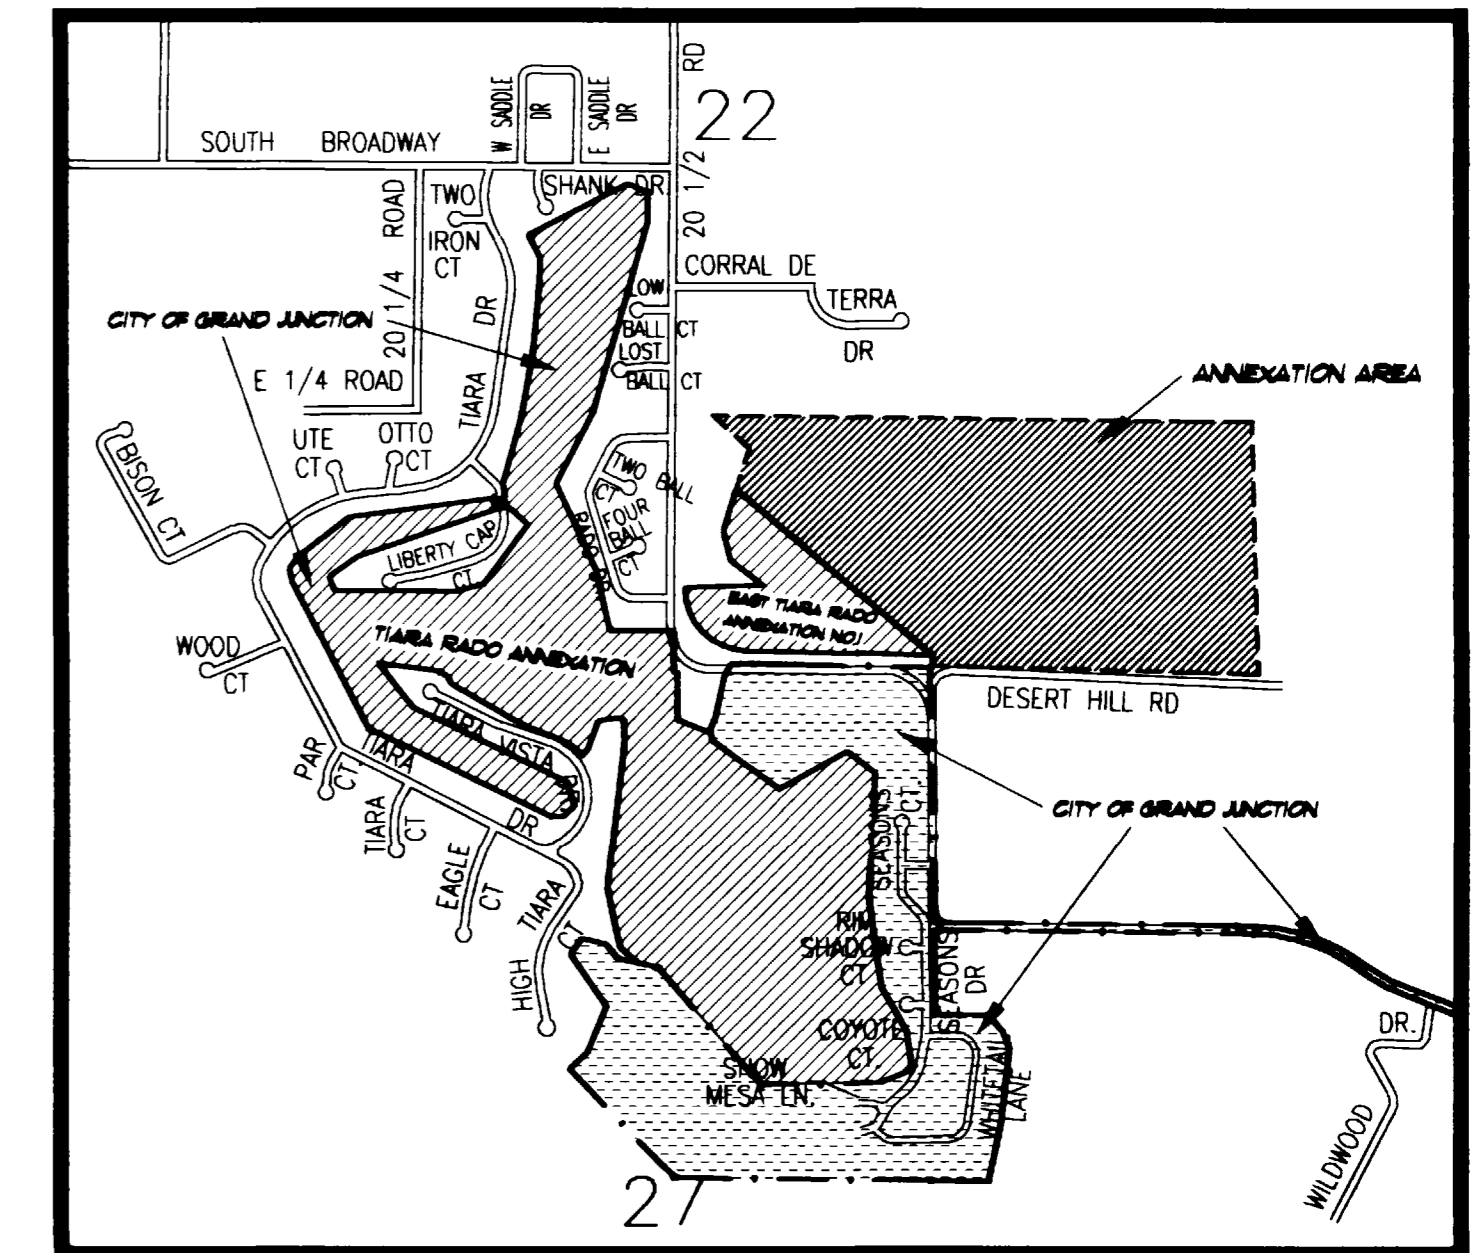 RD
22
W SADDLE
DR
E SADDLE
DR
SOUTH BROADWAY
SHANK DR.
20 1/2
20 1/4 ROAD
TWO
IRON
CT
CORRAL DE
TERRA
DR
TIARA DR
LOW
BALL CT
LOST
BALL CT
CITY OF GRAND JUNCTION
E 1/4 ROAD
ANNEXATION AREA
UTE
CT
OTTO
CT
BISON CT
TWO BALL
CT
FOUR
BALL
CT
RADO DR
LIBERTY CAP
CT
EAST TIARA RADO
ANNEXATION NO.1
TIARA RADO ANNEXATION
WOOD
CT
DESERT HILL RD
TIARA VISTA DR
PAR
CT
TIARA
DR
TIARA
CT
EAGLE
CT
HIGH TIARA
CT
SEASONS
CT.
CITY OF GRAND JUNCTION
RIM
SHADOW
CT
SEASONS
DR
COYOTE
CT.
SHOW
MESA LN.
WHITETAIL
LANE
WILDWOOD
DR.
27